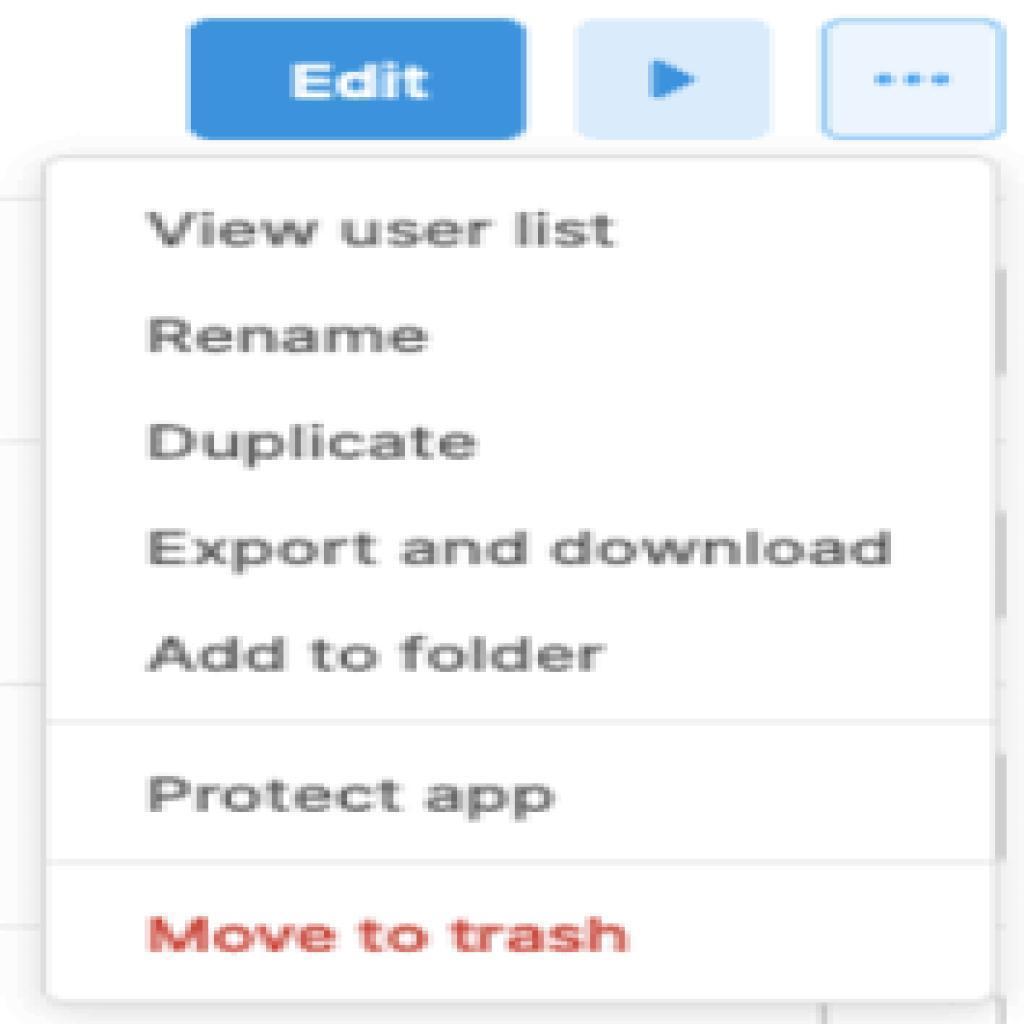 Edit
View user list
Rename
Duplicate
Export and download
Add to folder
Protect app
Move to trash